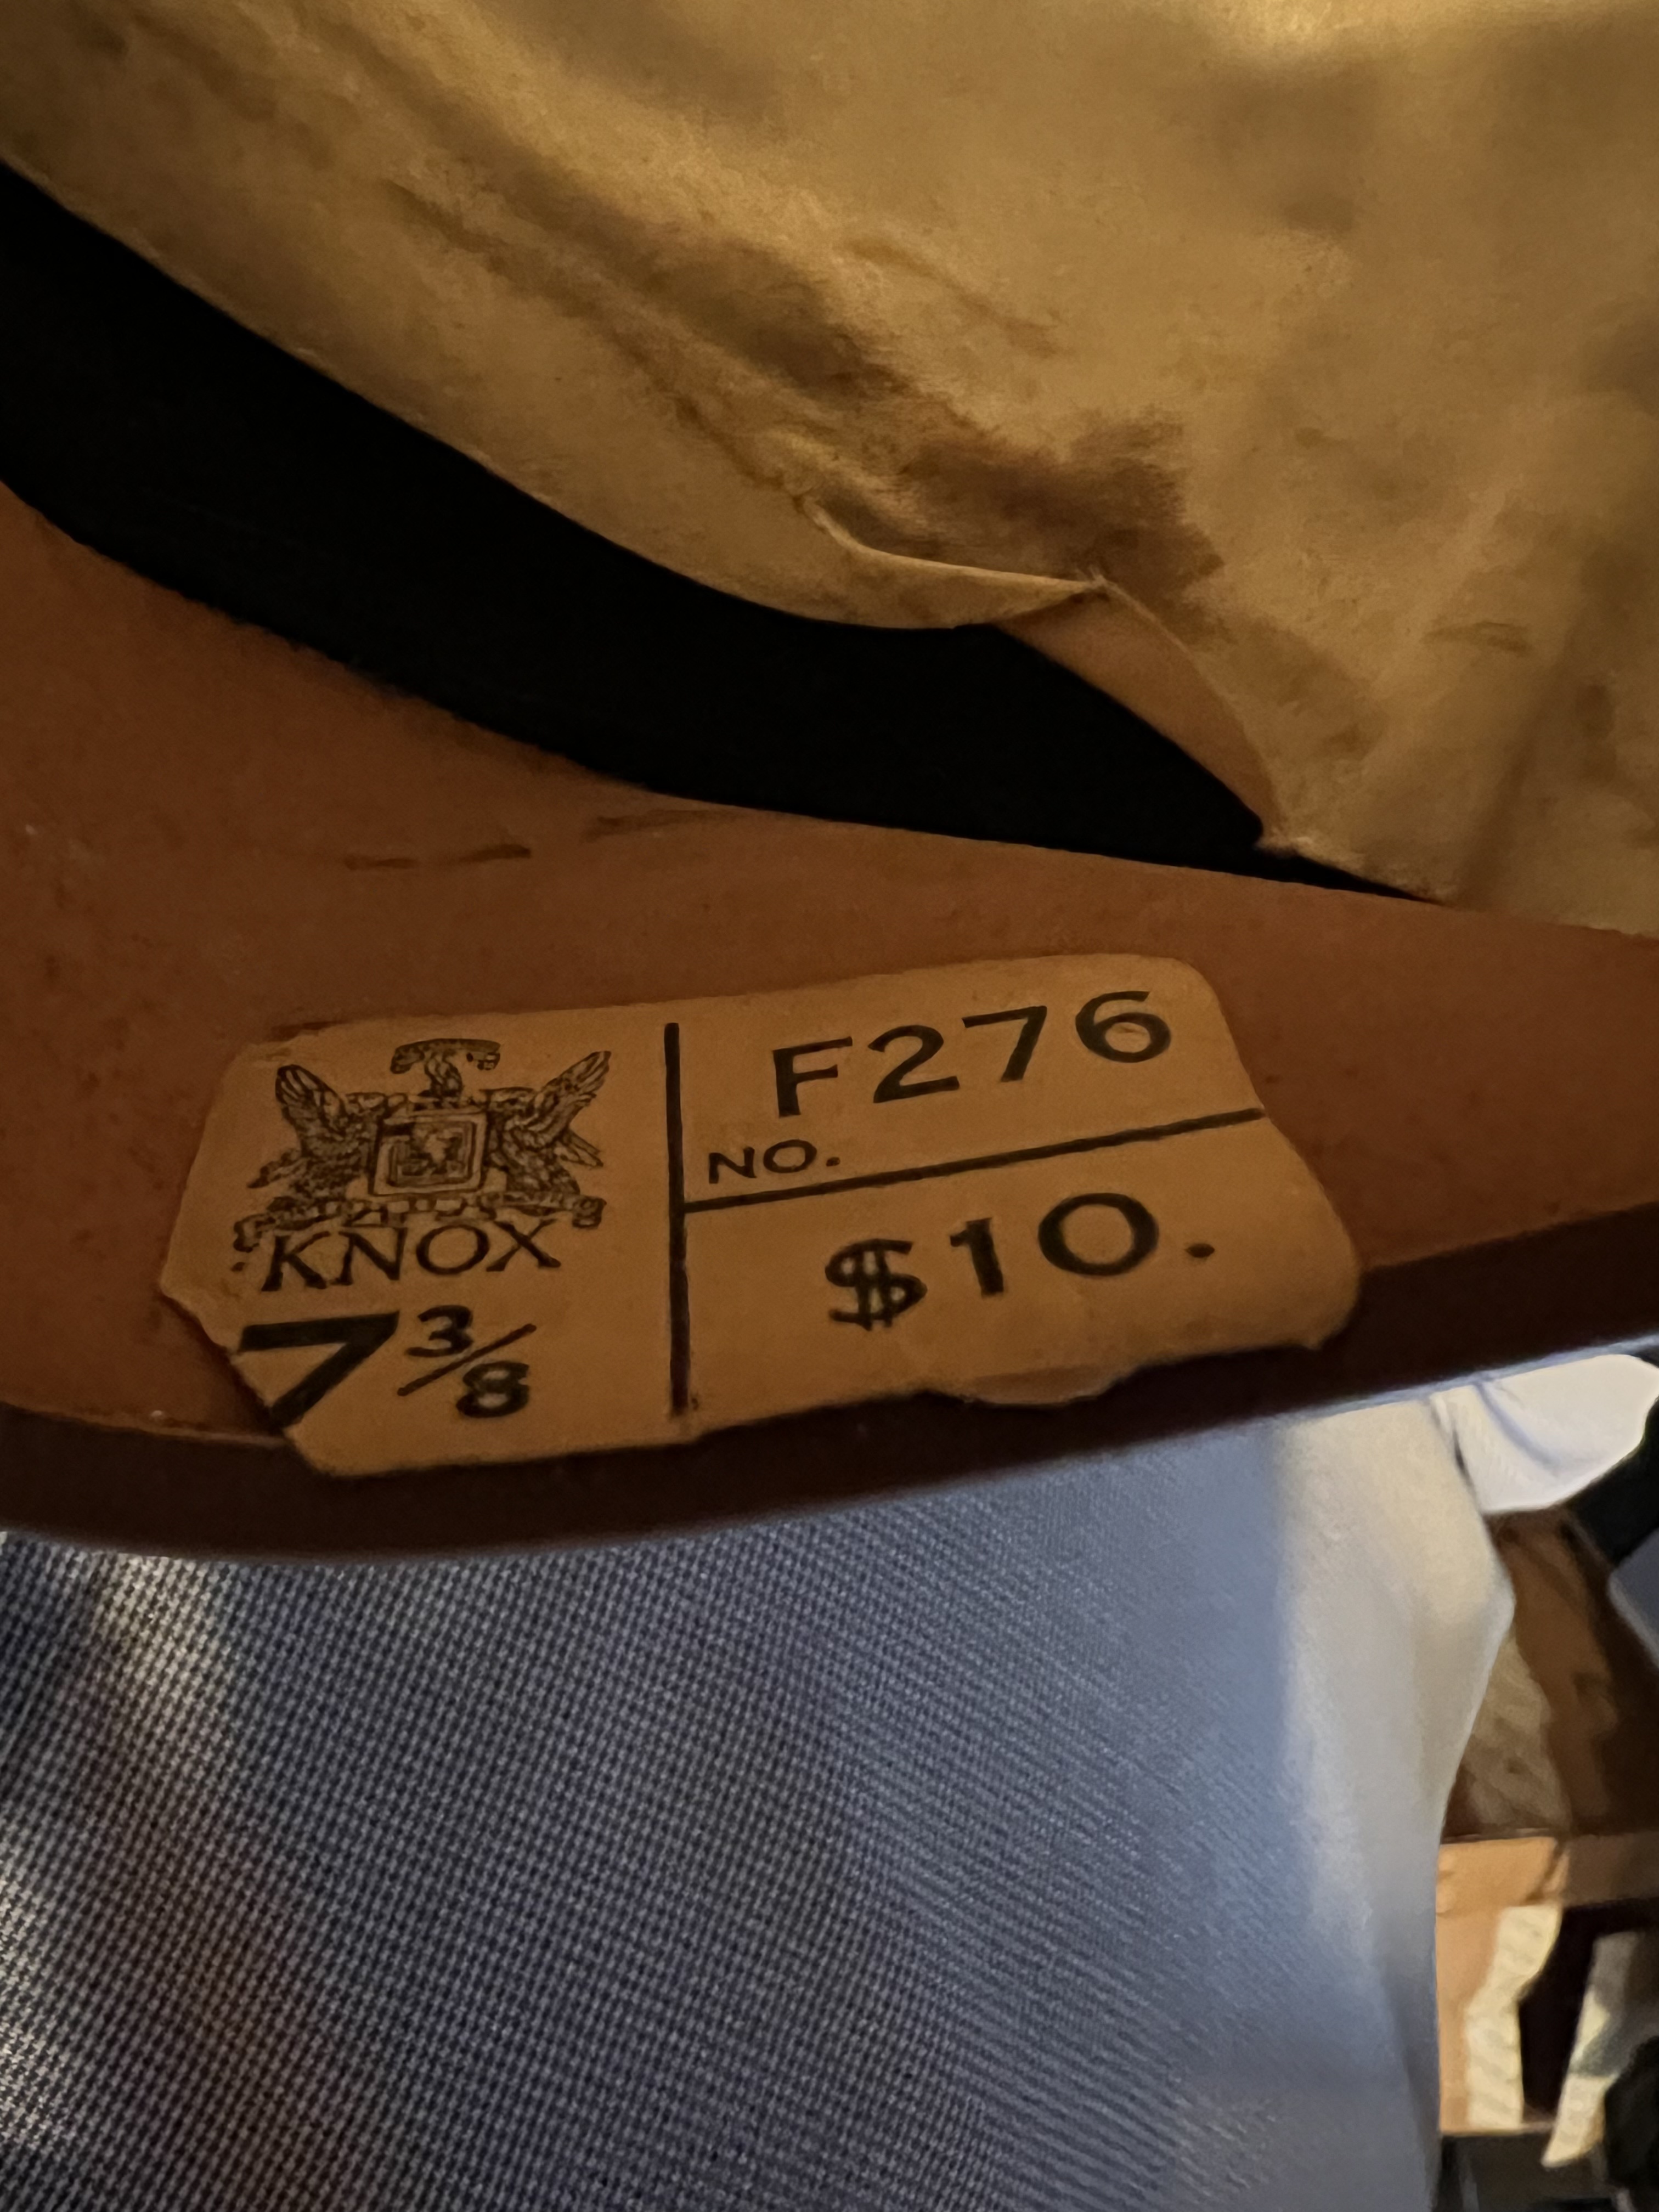 KNOX
7 3/8
F276
NO.
$10.